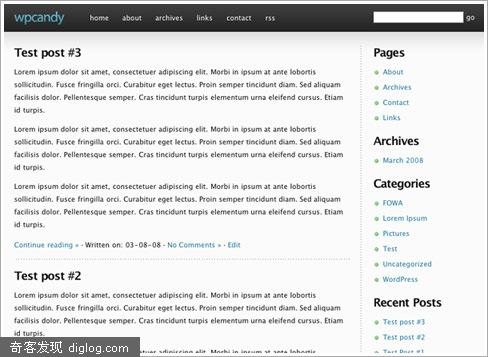 wpcandy home about archives links contact rss go
Test post #3
Lorem ipsum dolor sit amet, consectetuer adipiscing elit. Morbi in ipsum at ante lobortis
sollicitudin. Fusce fringilla orci. Curabitur eget lectus. Proin semper tincidunt mauris. Sed aliquam
facilisis dolor. Pellentesque semper. Cras tincidunt turpis elementum urna eleifend cursus. Etiam
id turpis.
Lorem ipsum dolor sit amet, consectetuer adipiscing elit. Morbi in ipsum at ante lobortis
sollicitudin. Fusce fringilla orci. Curabitur eget lectus. Proin semper tincidunt mauris. Sed aliquam
facilisis dolor. Pellentesque semper. Cras tincidunt turpis elementum urna eleifend cursus. Etiam
id turpis.
Lorem ipsum dolor sit amet, consectetuer adipiscing elit. Morbi in ipsum at ante lobortis
sollicitudin. Fusce fringilla orci. Curabitur eget lectus. Proin semper tincidunt mauris. Sed aliquam
facilisis dolor. Pellentesque semper. Cras tincidunt turpis elementum urna eleifend cursus. Etiam
id turpis.
Continue reading » - Written on: 03-08-08 - No Comments » - Edit
Test post #2
Lorem ipsum dolor sit amet, consectetuer adipiscing elit. Morbi in ipsum at ante lobortis
sollicitudin. Fusce fringilla orci. Curabitur eget lectus. Proin semper tincidunt mauris. Sed aliquam
facilisis dolor. Pellentesque semper. Cras tincidunt turpis elementum urna eleifend cursus. Etiam
Pages
About
Archives
Contact
Links
Archives
March 2008
Categories
FOWA
Lorem Ipsum
Pictures
Test
Uncategorized
WordPress
Recent Posts
Test post #3
Test post #2
Test post #1
奇客发现 diglog.com